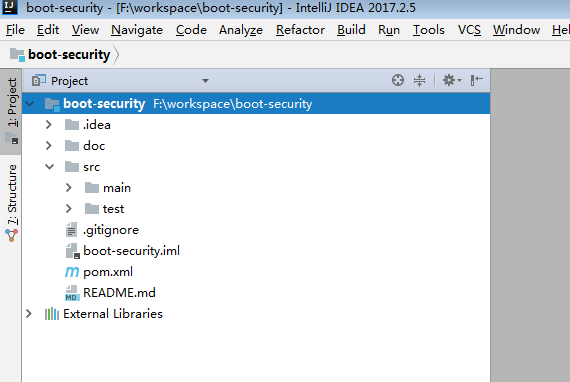 boot-security - [F:\workspace\boot-security] - IntelliJ IDEA 2017.2.5
File Edit View Navigate Code Analyze Refactor Build Run Tools VCS Window Hel
boot-security
1: Project
7: Structure
Project
boot-security F:\workspace\boot-security
.idea
doc
src
main
test
.gitignore
boot-security.iml
pom.xml
README.md
External Libraries